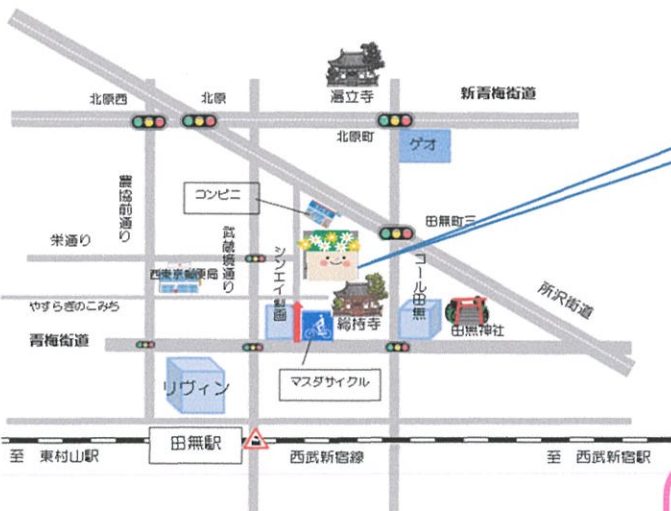 北原西
北原
滝立寺
新青梅街道
北原町
ゲオ
コンビニ
農協前通り
武蔵境通り
田無町三
栄通り
西東京郵便局
シンエイ動画
コール田無
所沢街道
やすらぎのこみち
総持寺
田無神社
青梅街道
リヴィン
マスダサイクル
田無駅
至 東村山駅
西武新宿線
至 西武新宿駅